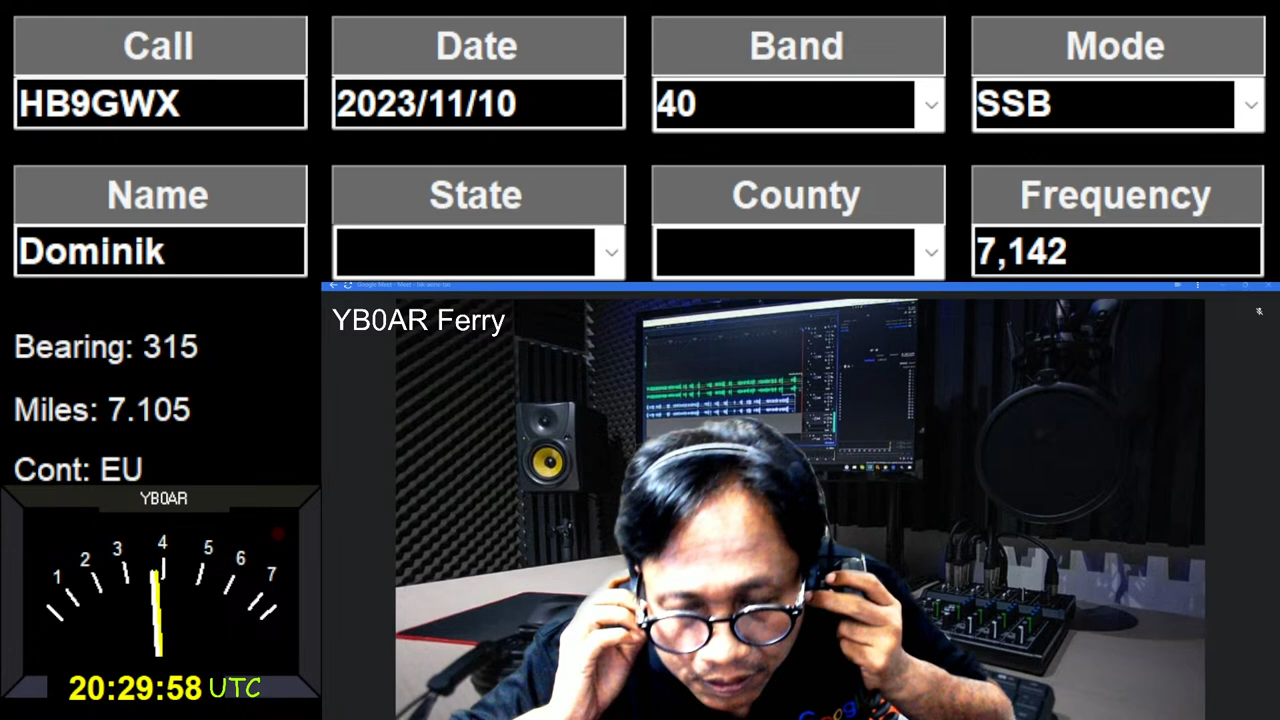 Call Date Band Mode
HB9GWX 2023/11/10 40 SSB
Name State County Frequency
Dominik 7,142
YB0AR Ferry
Bearing: 315
Miles: 7.105
Cont: EU
YB0AR
1 2 3 4 5 6 7
20:29:58 UTC
Google